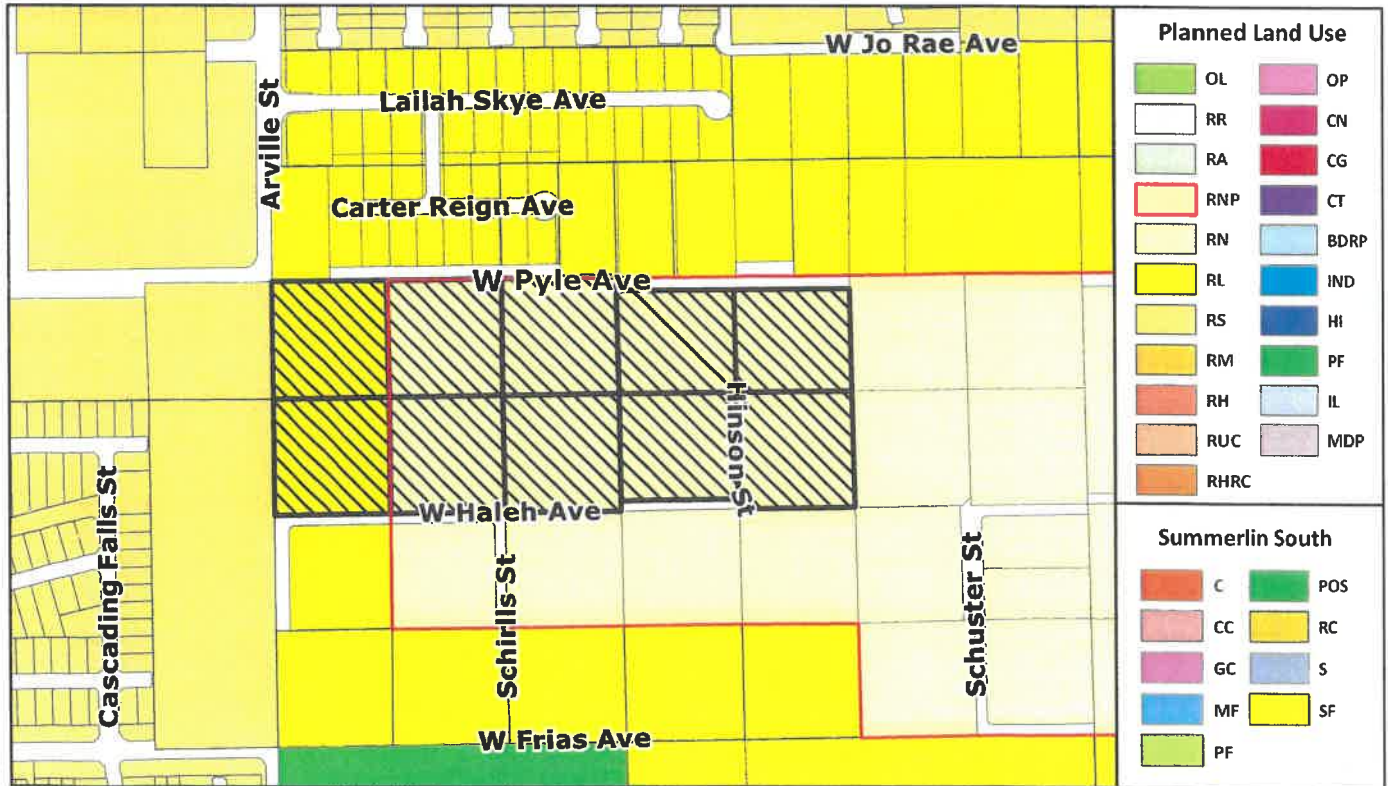 W Jo Rae Ave
Arville St
Lailah Skye Ave
Carter Reign Ave
W Pyle Ave
Hinson St
W Haleh Ave
Cascading Falls St
Schirlls St
Schuster St
W Frias Ave
Planned Land Use
OL OP
RR CN
RA CG
RNP CT
RN BDRP
RL IND
RS HI
RM PF
RH IL
RUC MDP
RHRC
Summerlin South
C POS
CC RC
GC S
MF SF
PF